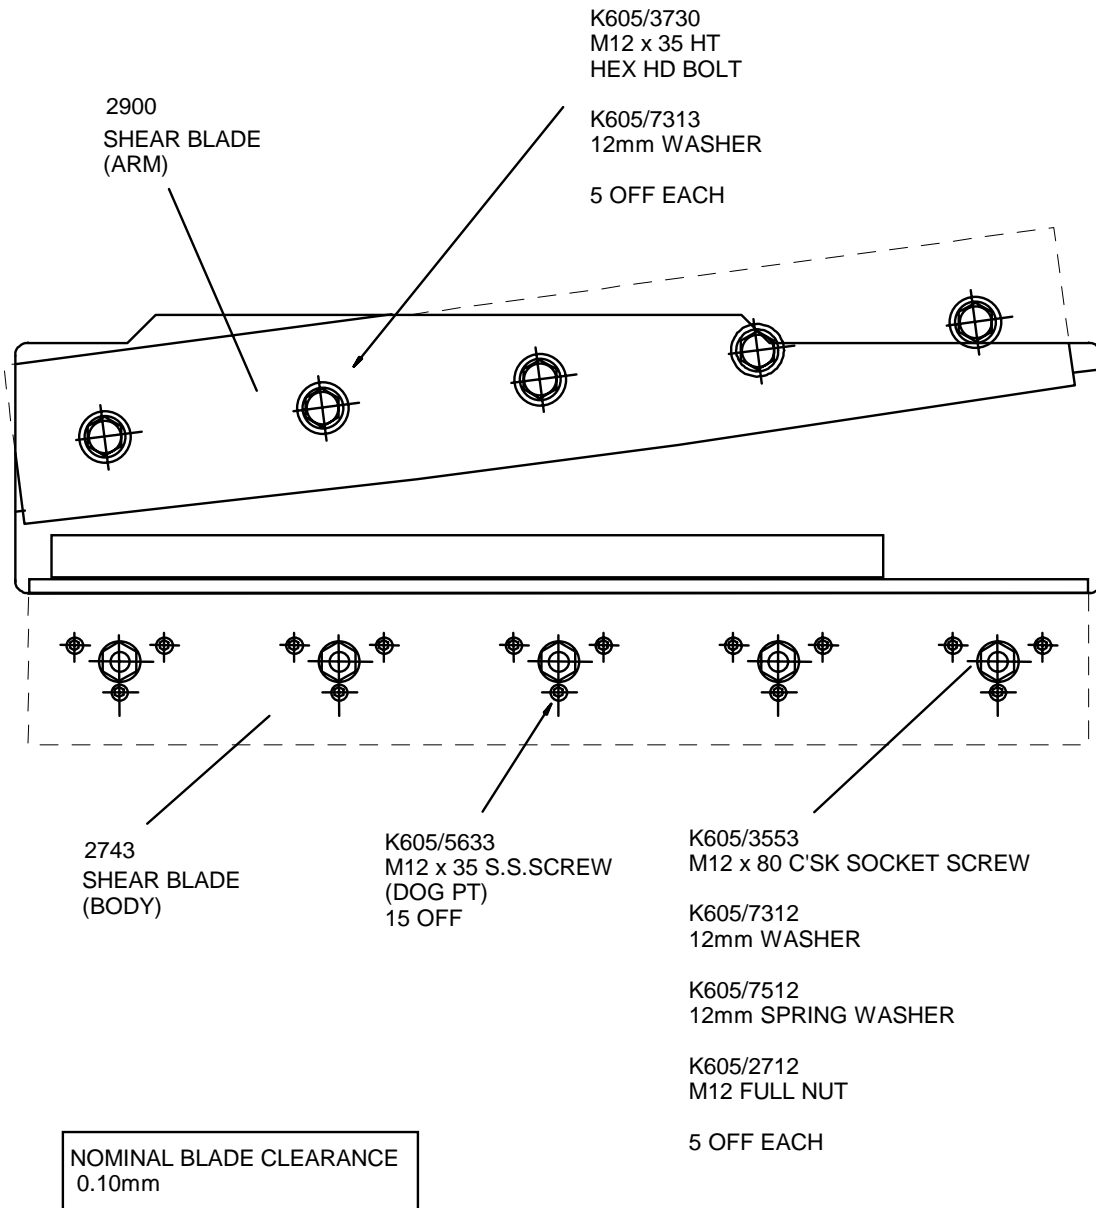 K605/3730
M12 x 35 HT
HEX HD BOLT
K605/7313
12mm WASHER
5 OFF EACH
2900
SHEAR BLADE
(ARM)
2743
SHEAR BLADE
(BODY)
K605/5633
M12 x 35 S.S.SCREW
(DOG PT)
15 OFF
K605/3553
M12 x 80 C'SK SOCKET SCREW
K605/7312
12mm WASHER
K605/7512
12mm SPRING WASHER
K605/2712
M12 FULL NUT
5 OFF EACH
NOMINAL BLADE CLEARANCE
0.10mm